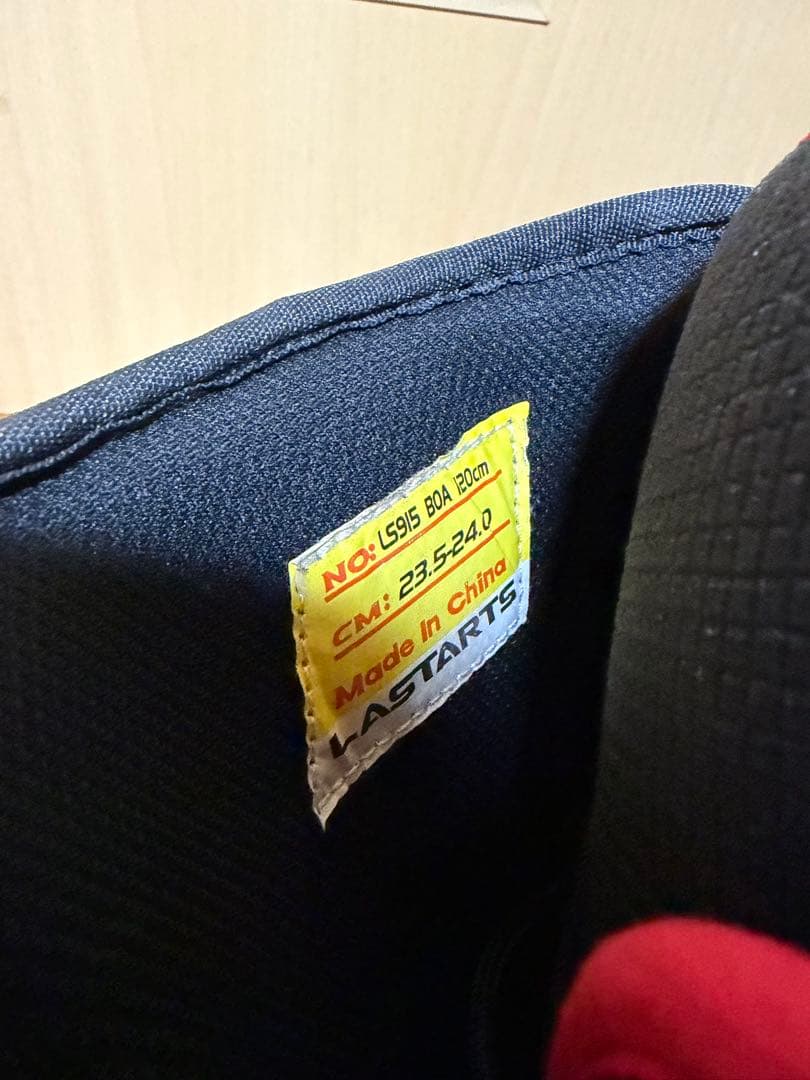 NO: LS915 BOA 120cm
CM: 23.5-24.0
Made In China
LASTARTS